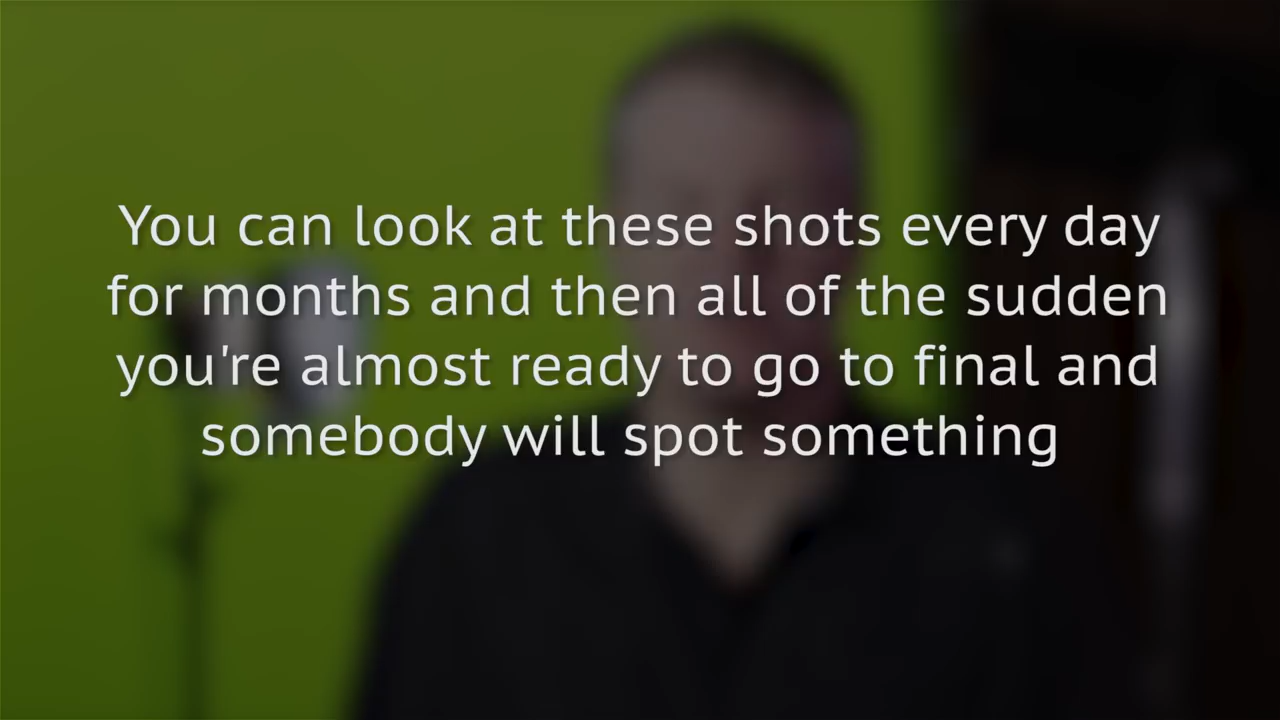 You can look at these shots every day
for months and then all of the sudden
you're almost ready to go to final and
somebody will spot something